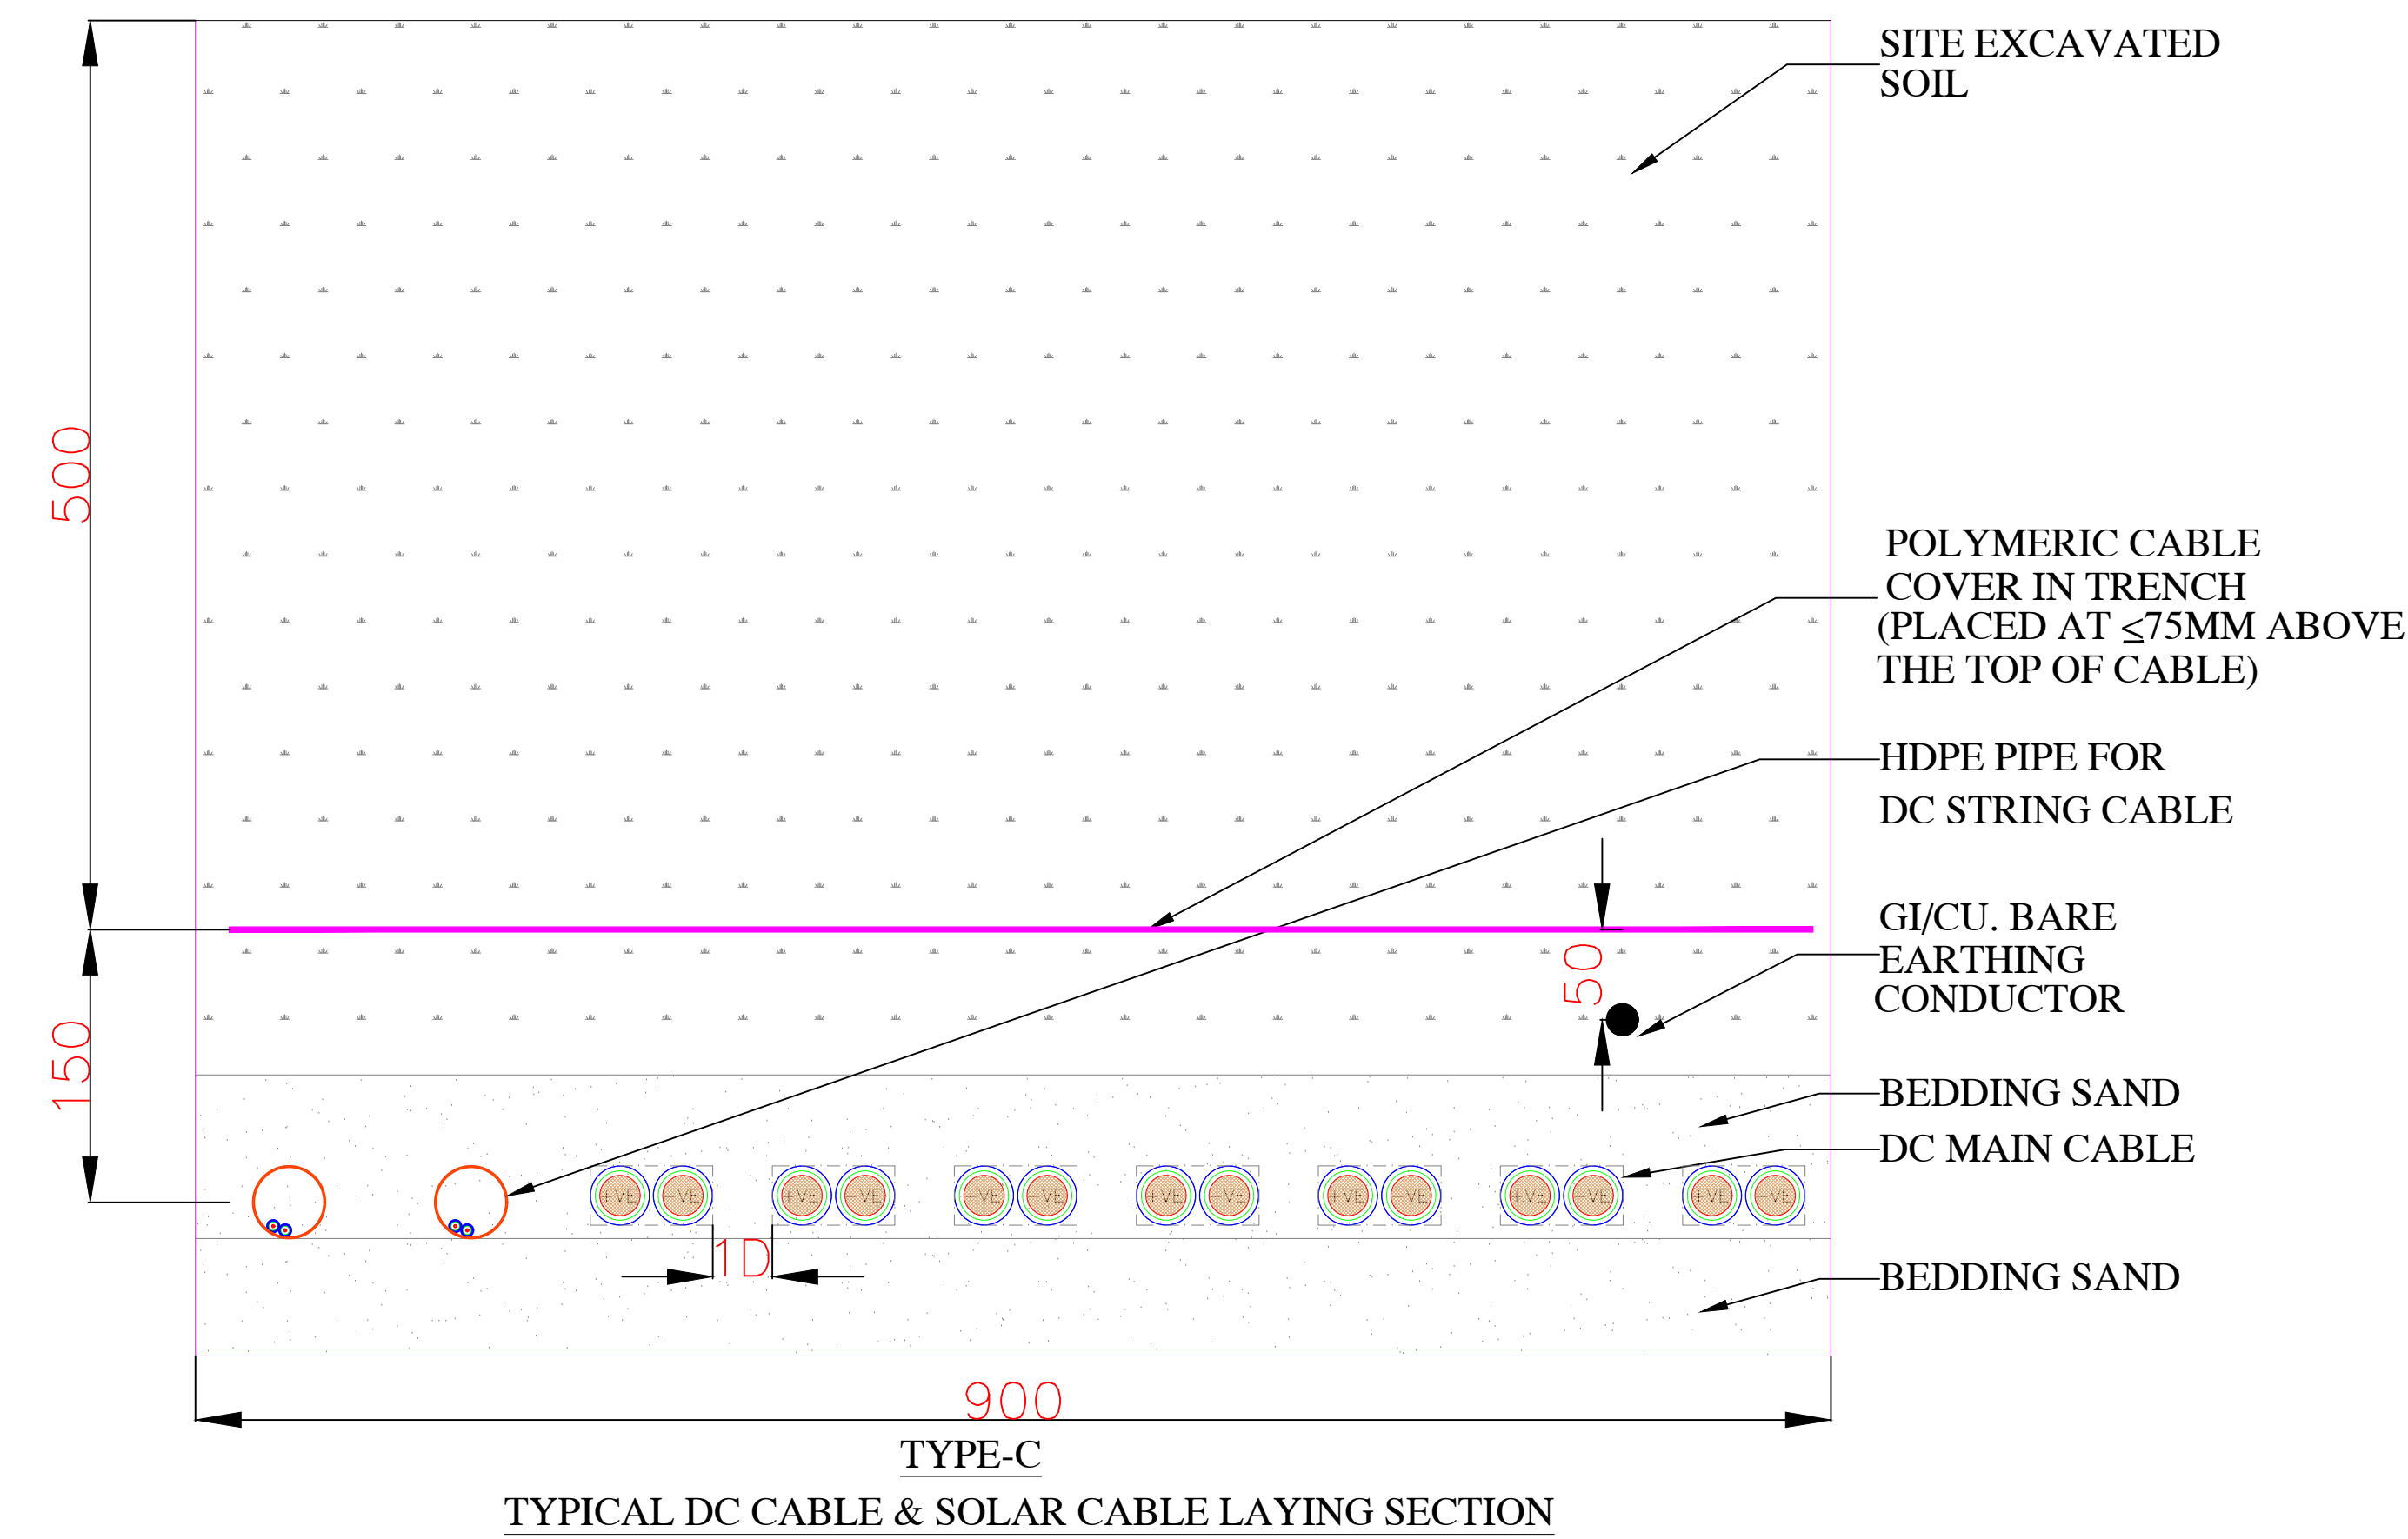 SITE EXCAVATED
SOIL
500
POLYMERIC CABLE
COVER IN TRENCH
(PLACED AT ≤75MM ABOVE
THE TOP OF CABLE)
HDPE PIPE FOR
DC STRING CABLE
GI/CU. BARE
EARTHING
CONDUCTOR
50
150
BEDDING SAND
DC MAIN CABLE
+VE -VE +VE -VE +VE -VE +VE -VE +VE -VE +VE -VE +VE -VE
1D
BEDDING SAND
900
TYPE-C
TYPICAL DC CABLE & SOLAR CABLE LAYING SECTION